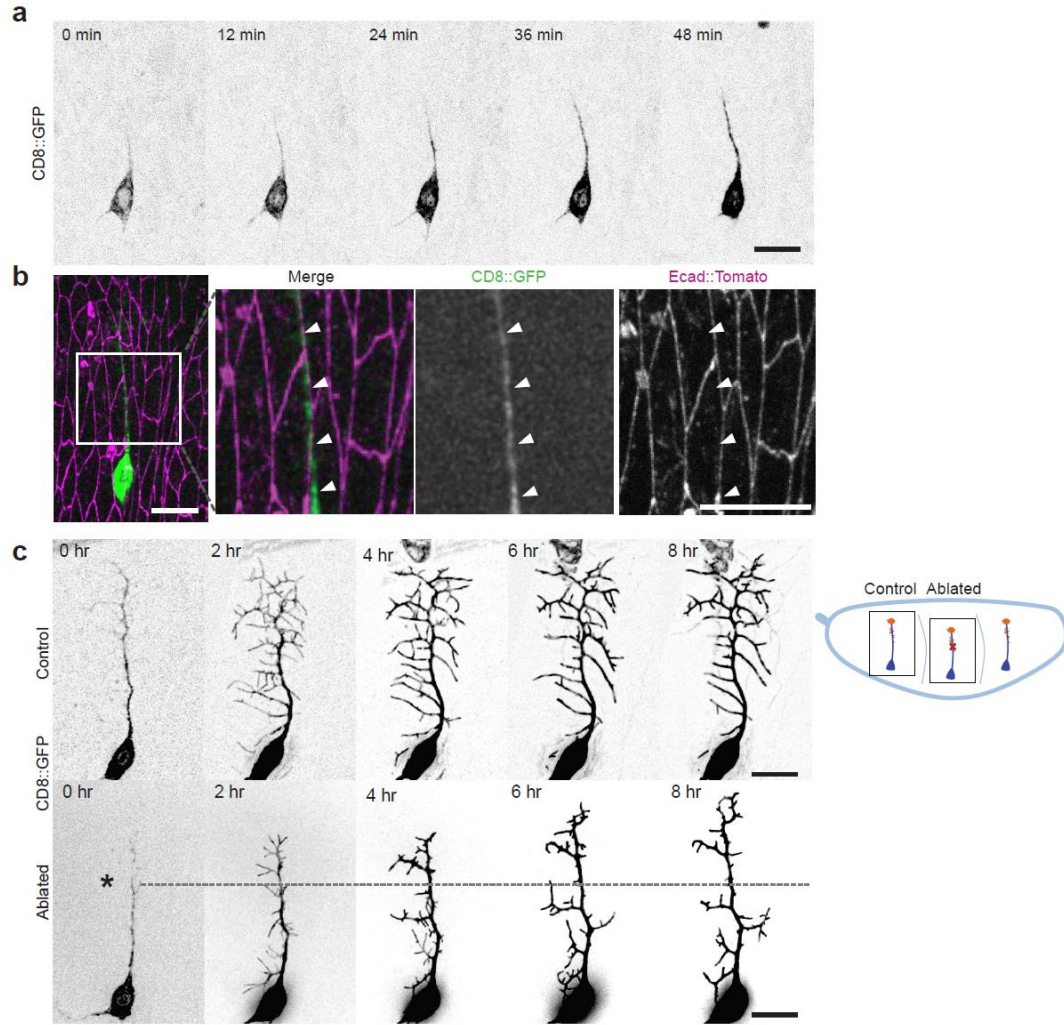 a
0 min
12 min
24 min
36 min
48 min
CD8::GFP
b
Merge
CD8::GFP
Ecad::Tomato
c
0 hr
2 hr
4 hr
6 hr
8 hr
Control
Control Ablated
CD8::GFP
0 hr
2 hr
4 hr
6 hr
8 hr
*
Ablated